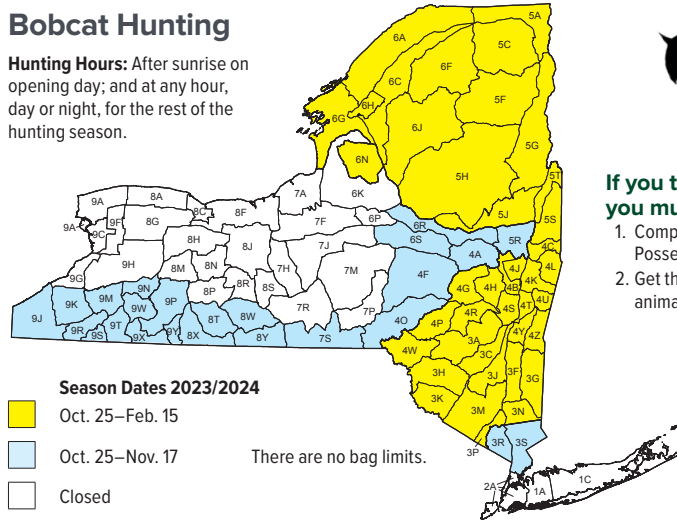 Bobcat Hunting
Hunting Hours: After sunrise on
opening day; and at any hour,
day or night, for the rest of the
hunting season.
5A
6A
5C
6F
6C
5F
6H
6G
6J
5G
6N
5H
5T
6K
7A
9A
8A
8C
8F
5J
5S
9A
9F
8G
7F
6P
6R
9C
6S
5R
8H
8J
7J
4A
4C
9H
8M
8N
7H
7M
4F
4J
4L
9G
8R
8S
4G
4H
4B
4K
9K
9M
9N
9P
8P
7R
7P
4R
4S
4T
4U
9J
9W
8T
8W
4O
4P
4Y
4Z
9R
9S
9T
9X
9Y
8X
8Y
7S
3A
4W
3C
3H
3J
3F
3G
3K
3M
3N
3P
3R
3S
2A
1A
1C
If you t
you mu
1. Comp
Posse
2. Get th
anima
Season Dates 2023/2024
Oct. 25–Feb. 15
Oct. 25–Nov. 17
There are no bag limits.
Closed